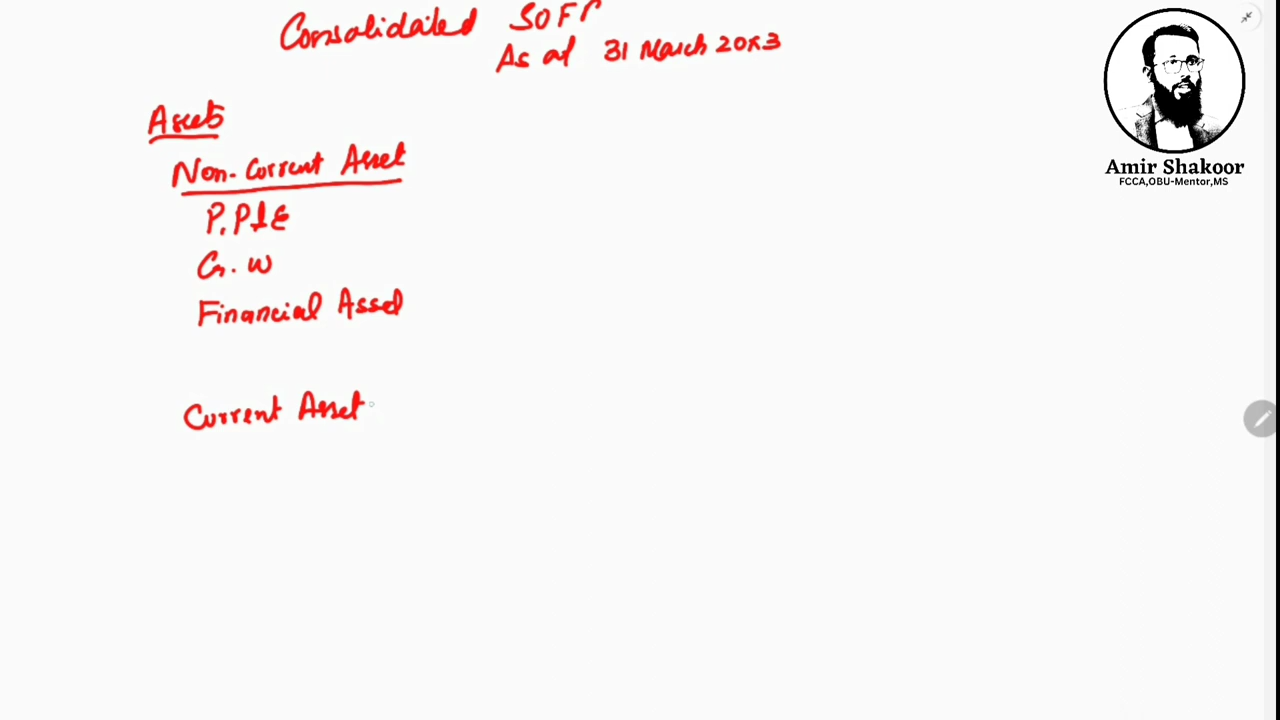 Consolidated SOFP
As at 31 March 20x3
Assets
Non-Current Asset
P.P&E
G.W
Financial Asset
Current Asset
Amir Shakoor
FCCA,OBU-Mentor,MS